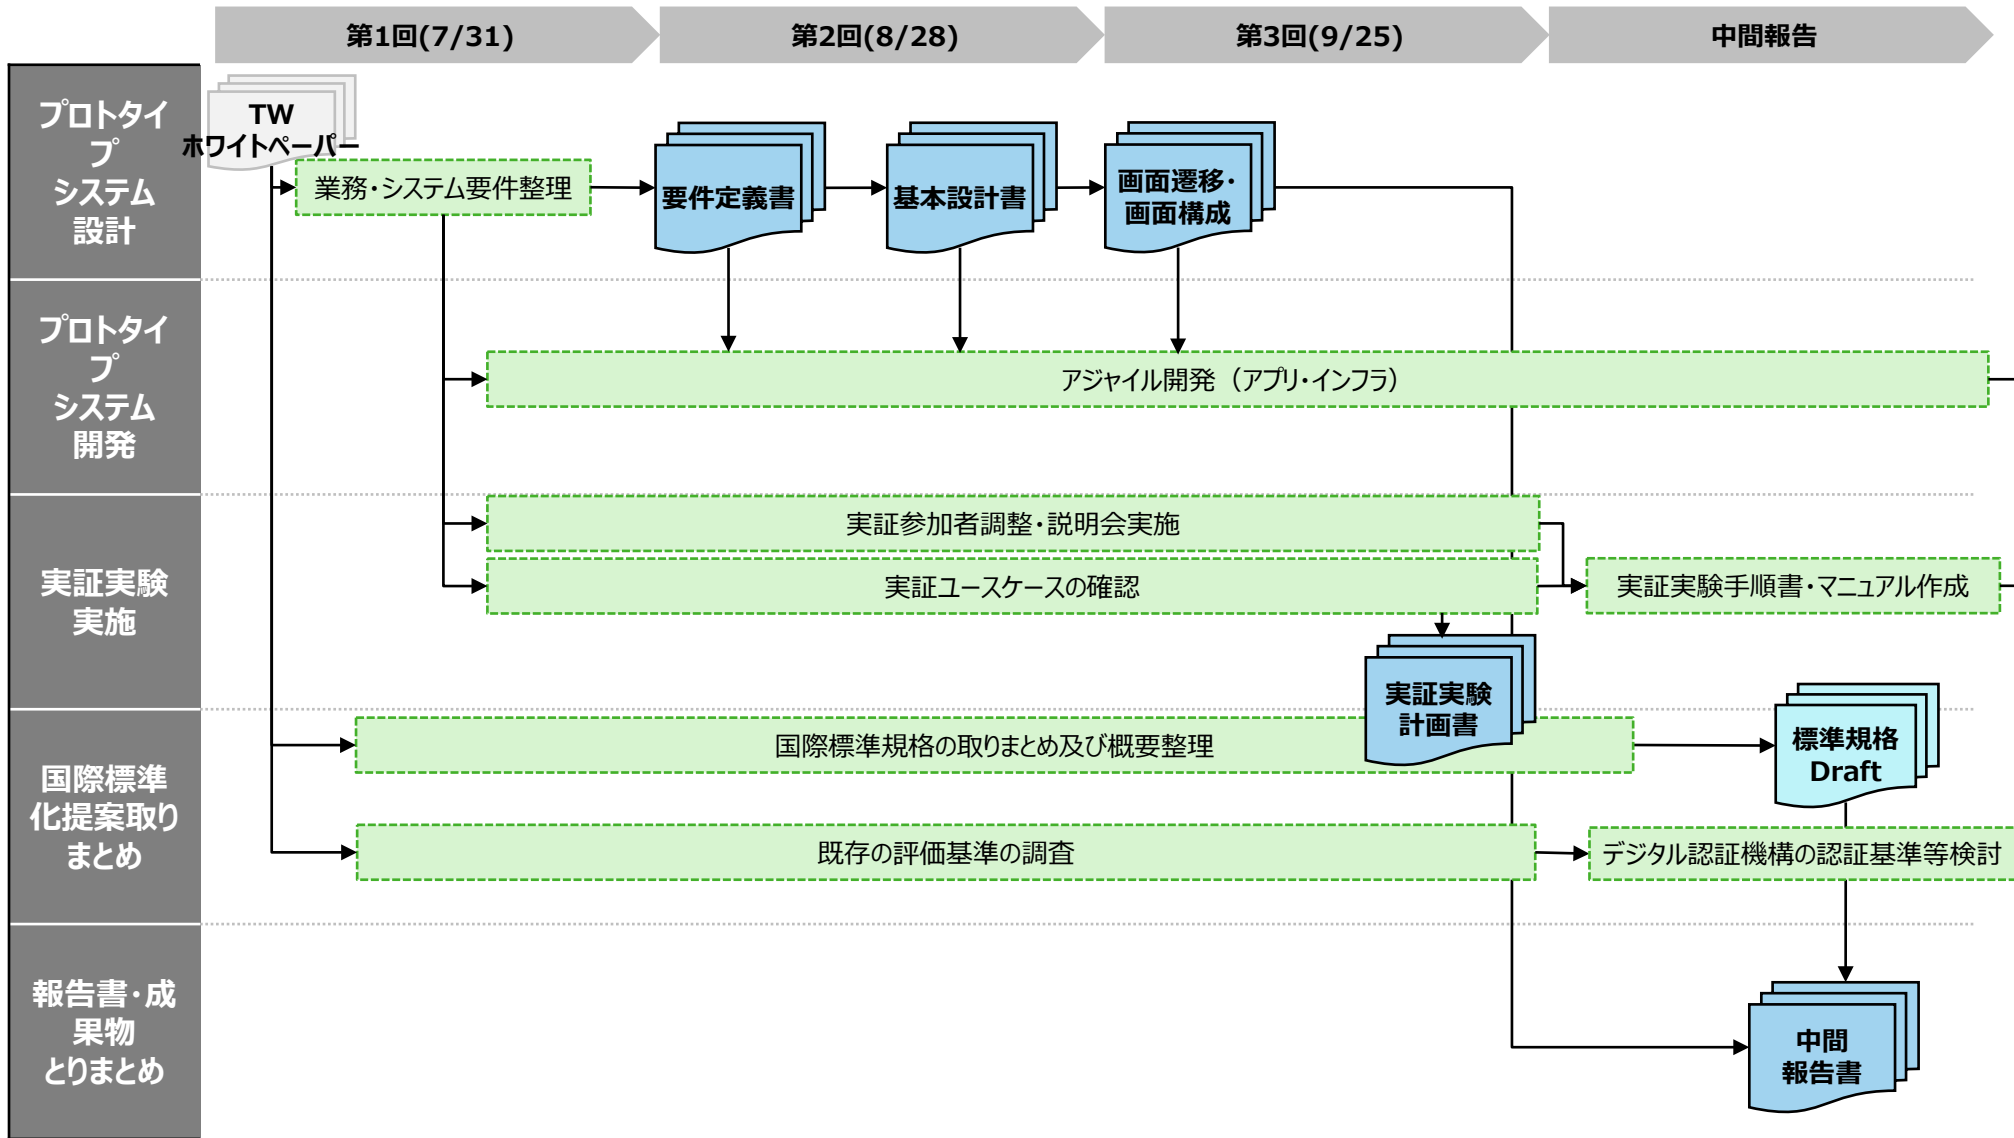 第1回(7/31)
第2回(8/28)
第3回(9/25)
中間報告
プロトタイ
プ
システム
設計
TW
ホワイトペーパー
業務・システム要件整理
要件定義書
基本設計書
画面遷移・
画面構成
プロトタイ
プ
システム
開発
アジャイル開発（アプリ・インフラ）
実証実験
実施
実証参加者調整・説明会実施
実証ユースケースの確認
実証実験手順書・マニュアル作成
実証実験
計画書
国際標準
化提案取り
まとめ
国際標準規格の取りまとめ及び概要整理
標準規格
Draft
既存の評価基準の調査
デジタル認証機構の認証基準等検討
報告書・成
果物
とりまとめ
中間
報告書